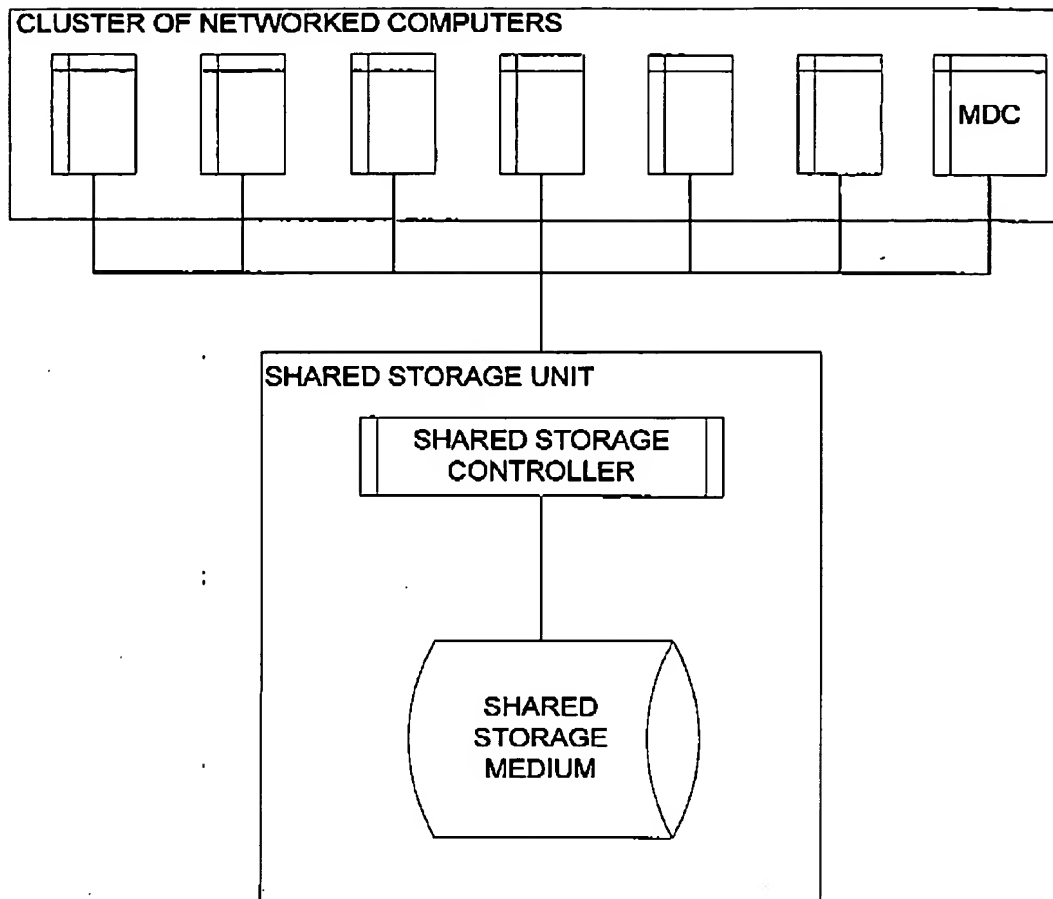 CLUSTER OF NETWORKED COMPUTERS
MDC
SHARED STORAGE UNIT
SHARED STORAGE
CONTROLLER
SHARED
STORAGE
MEDIUM